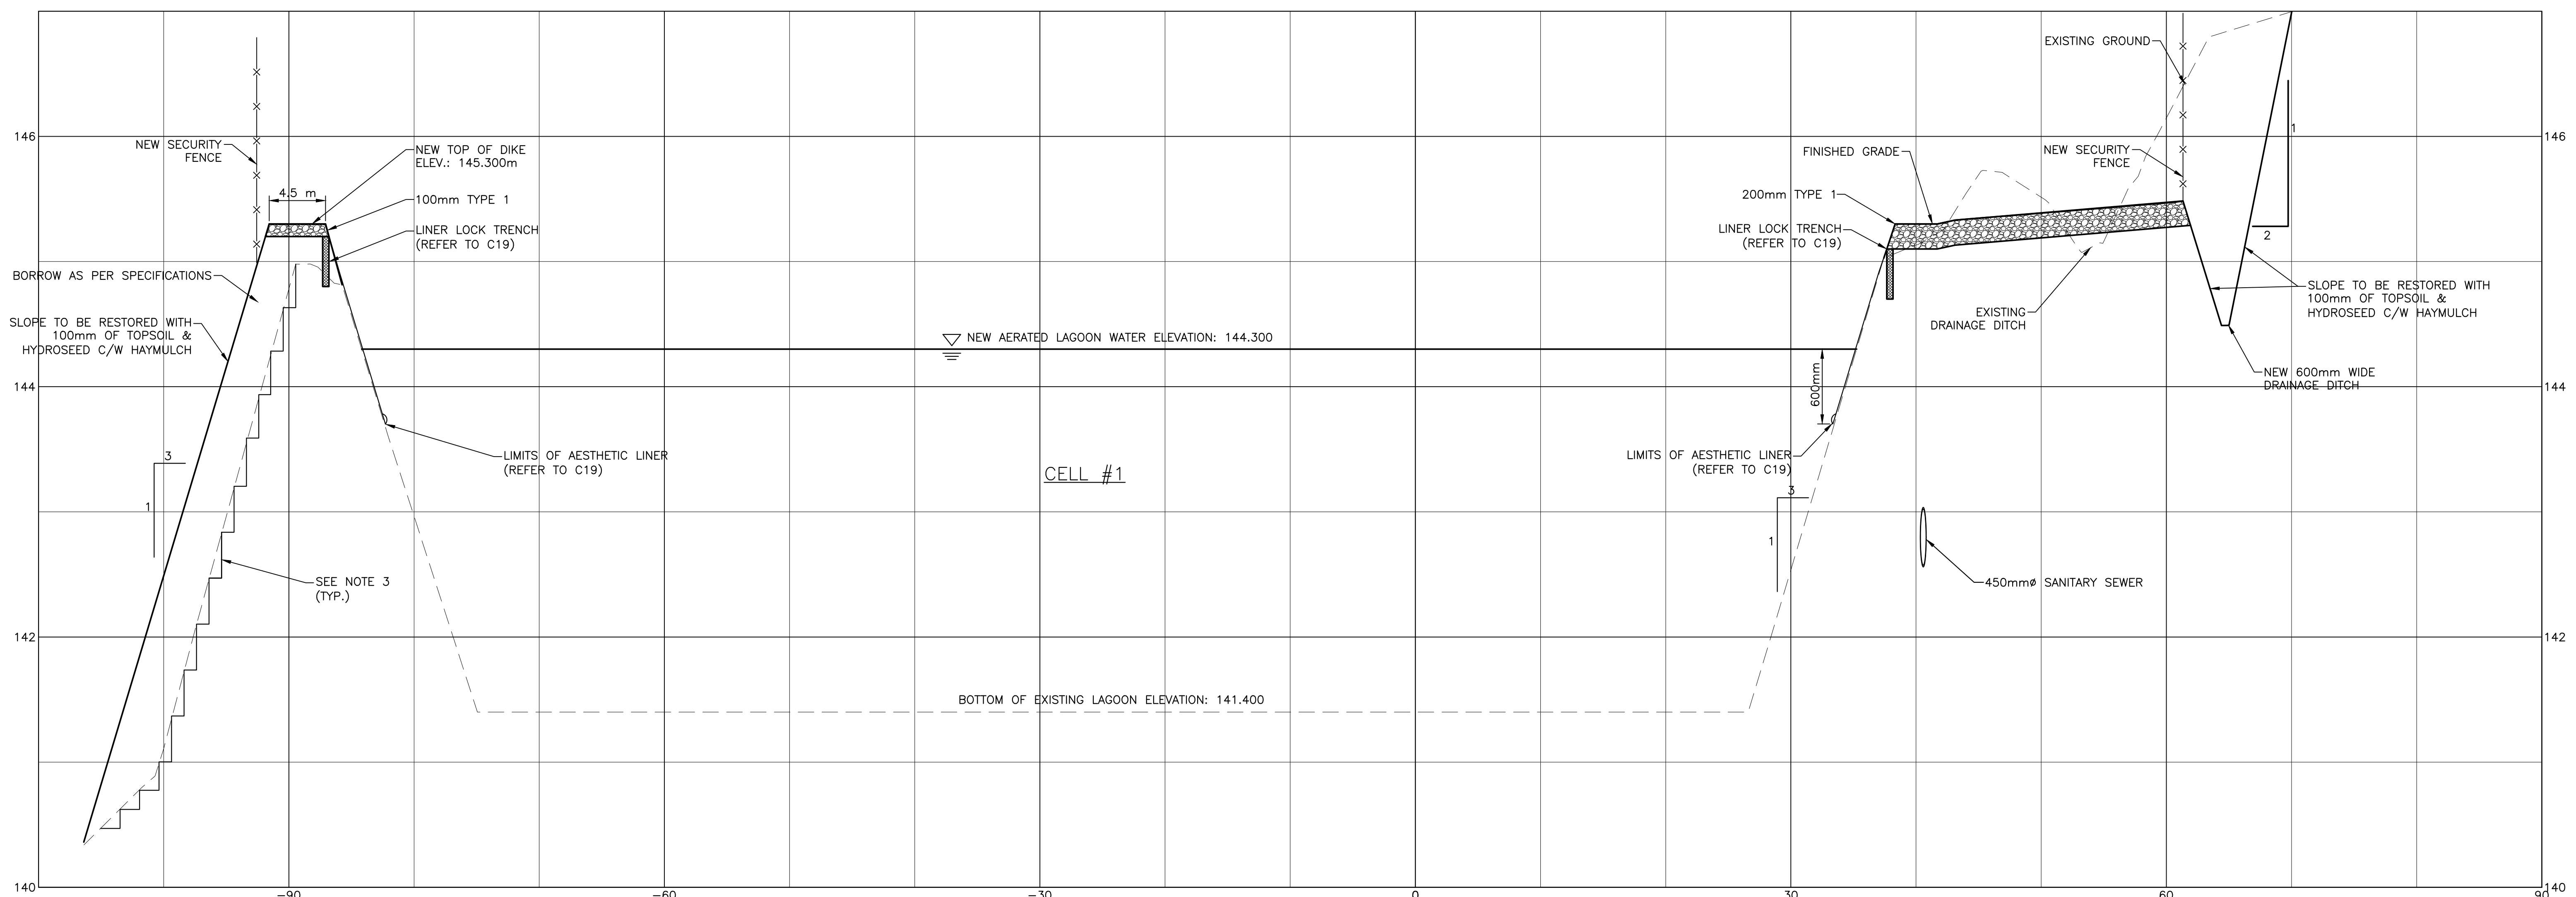 EXISTING GROUND
146
146
NEW SECURITY
FENCE
NEW TOP OF DIKE
ELEV.: 145.300m
4.5 m
100mm TYPE 1
LINER LOCK TRENCH
(REFER TO C19)
BORROW AS PER SPECIFICATIONS
SLOPE TO BE RESTORED WITH
100mm OF TOPSOIL &
HYDROSEED C/W HAYMULCH
FINISHED GRADE
NEW SECURITY
FENCE
1
2
200mm TYPE 1
LINER LOCK TRENCH
(REFER TO C19)
EXISTING
DRAINAGE DITCH
SLOPE TO BE RESTORED WITH
100mm OF TOPSOIL &
HYDROSEED C/W HAYMULCH
NEW AERATED LAGOON WATER ELEVATION: 144.300
600mm
NEW 600mm WIDE
DRAINAGE DITCH
144
144
LIMITS OF AESTHETIC LINER
(REFER TO C19)
CELL #1
LIMITS OF AESTHETIC LINER
(REFER TO C19)
3
1
3
1
SEE NOTE 3
(TYP.)
450mmø SANITARY SEWER
142
142
BOTTOM OF EXISTING LAGOON ELEVATION: 141.400
140
140
-90
-60
-30
0
30
60
90